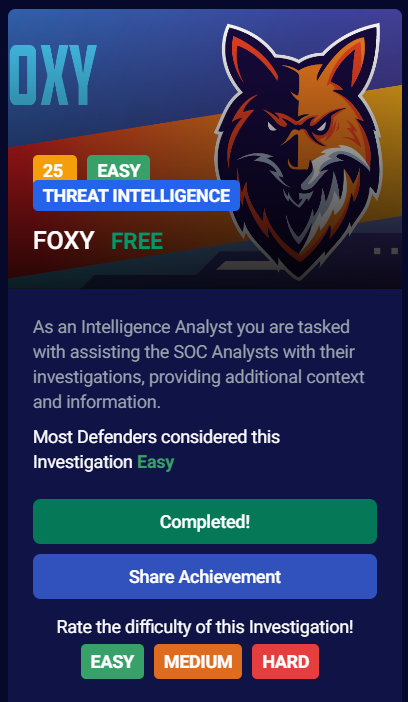 OXY
25 EASY
THREAT INTELLIGENCE
FOXY FREE
As an Intelligence Analyst you are tasked
with assisting the SOC Analysts with their
investigations, providing additional context
and information.
Most Defenders considered this
Investigation Easy
Completed!
Share Achievement
Rate the difficulty of this Investigation!
EASY MEDIUM HARD